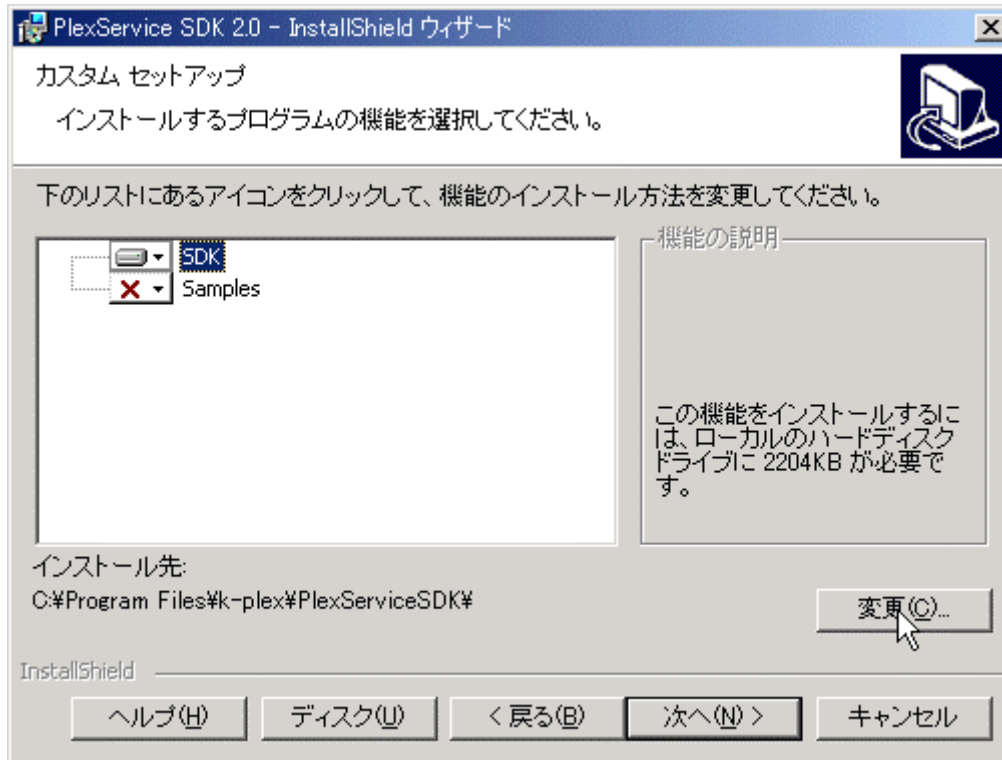 PlexService SDK 2.0 - InstallShield ウィザード
カスタム セットアップ
インストールするプログラムの機能を選択してください。
下のリストにあるアイコンをクリックして、機能のインストール方法を変更してください。
SDK
Samples
機能の説明
この機能をインストールするに
は、ローカルのハードディスク
ドライブに 2204KB が必要で
す。
インストール先:
C:¥Program Files¥k-plex¥PlexServiceSDK¥
変更(C)...
InstallShield
ヘルプ(H)
ディスク(U)
< 戻る(B)
次へ(N) >
キャンセル